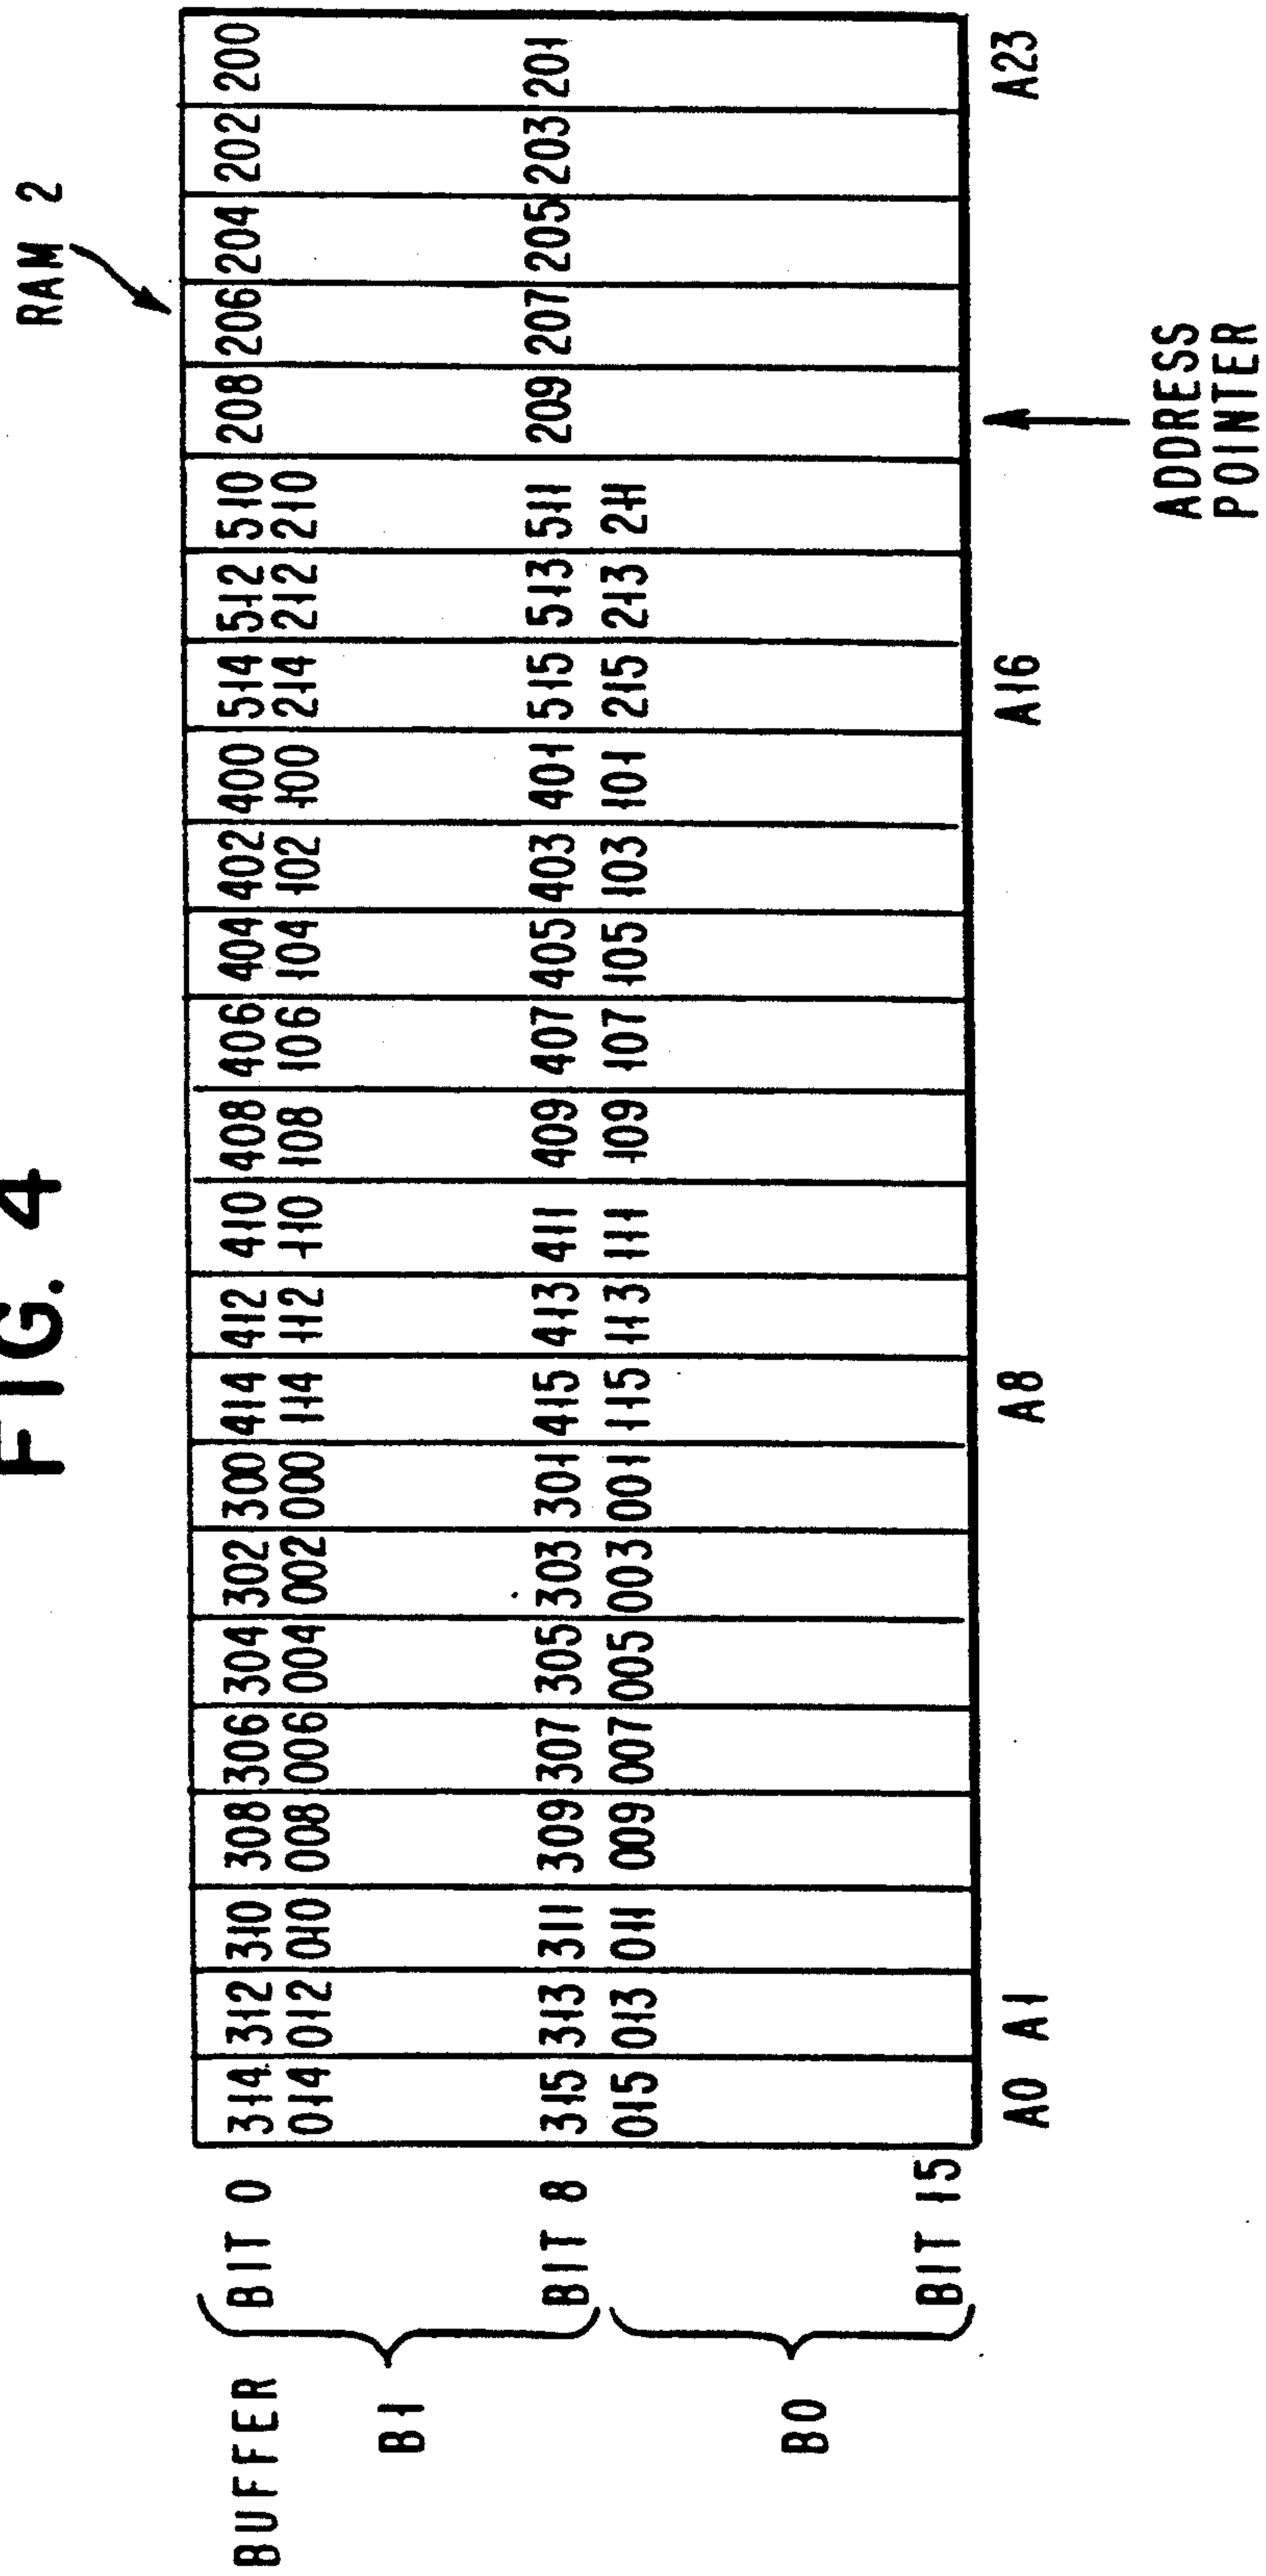 FIG. 4
RAM 2
BUFFER BIT 0 314 312 310 308 306 304 302 300 414 412 410 408 406 404 402 400 514 512 510 208 206 204 202 200
014 012 010 008 006 004 002 000 114 112 110 108 106 104 102 100 214 212 210
B1
BIT 8 315 313 311 309 307 305 303 301 415 413 411 409 407 405 403 401 515 513 511 209 207 205 203 201
015 013 011 009 007 005 003 001 115 113 111 109 107 105 103 101 215 213 211
B0
BIT 15
A0 A1 A8 A16 A23
ADDRESS
POINTER